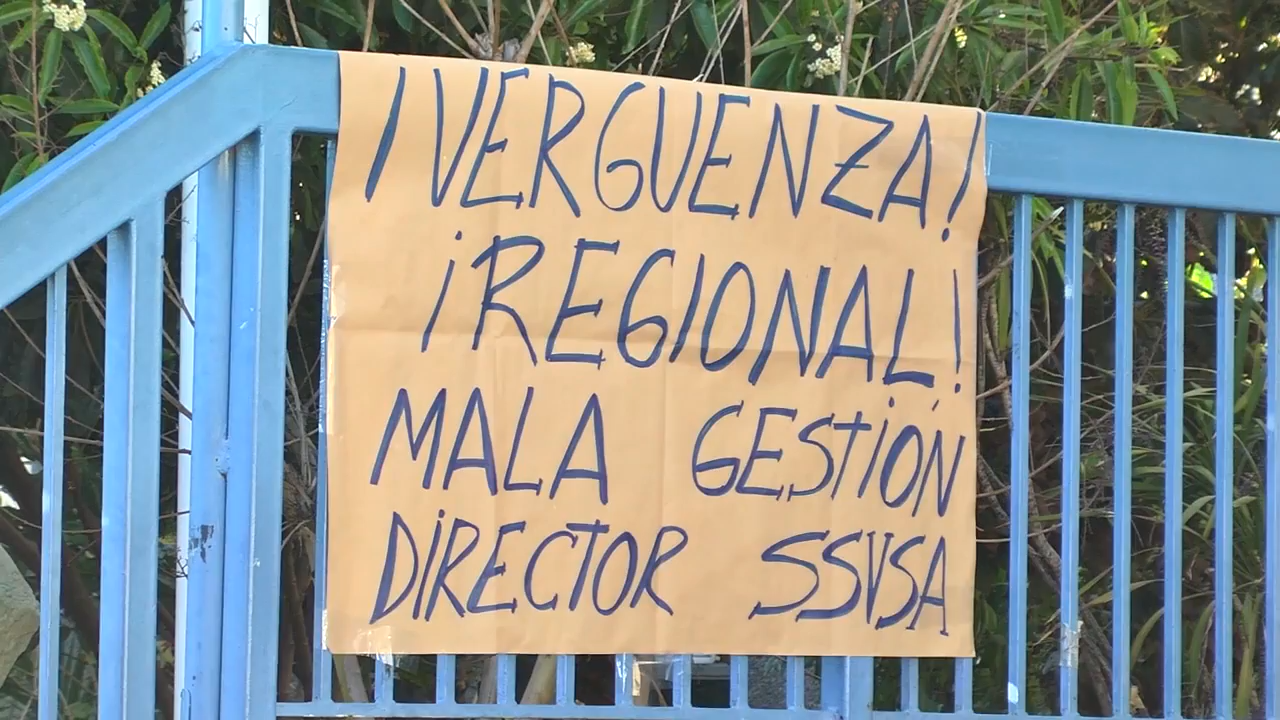 ¡VERGUENZA!
¡REGIONAL!
MALA GESTIÓN
DIRECTOR SSVSA